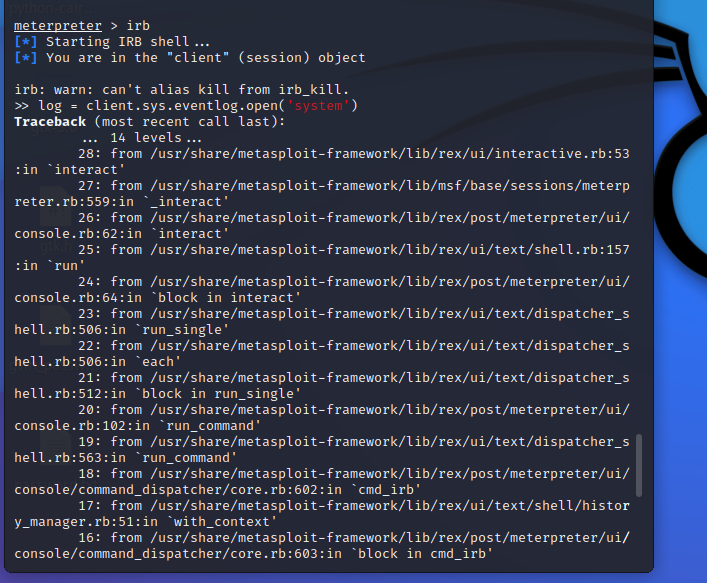 meterpreter > irb
[*] Starting IRB shell...
[*] You are in the "client" (session) object
irb: warn: can't alias kill from irb_kill.
>> log = client.sys.eventlog.open('system')
Traceback (most recent call last):
... 14 levels...
28: from /usr/share/metasploit-framework/lib/rex/ui/interactive.rb:53
:in `interact'
27: from /usr/share/metasploit-framework/lib/msf/base/sessions/meterp
reter.rb:559:in `_interact'
26: from /usr/share/metasploit-framework/lib/rex/post/meterpreter/ui/
console.rb:62:in `interact'
25: from /usr/share/metasploit-framework/lib/rex/ui/text/shell.rb:157
:in `run'
24: from /usr/share/metasploit-framework/lib/rex/post/meterpreter/ui/
console.rb:64:in `block in interact'
23: from /usr/share/metasploit-framework/lib/rex/ui/text/dispatcher_s
hell.rb:506:in `run_single'
22: from /usr/share/metasploit-framework/lib/rex/ui/text/dispatcher_s
hell.rb:506:in `each'
21: from /usr/share/metasploit-framework/lib/rex/ui/text/dispatcher_s
hell.rb:512:in `block in run_single'
20: from /usr/share/metasploit-framework/lib/rex/post/meterpreter/ui/
console.rb:102:in `run_command'
19: from /usr/share/metasploit-framework/lib/rex/ui/text/dispatcher_s
hell.rb:563:in `run_command'
18: from /usr/share/metasploit-framework/lib/rex/post/meterpreter/ui/
console/command_dispatcher/core.rb:602:in `cmd_irb'
17: from /usr/share/metasploit-framework/lib/rex/ui/text/shell/histor
y_manager.rb:51:in `with_context'
16: from /usr/share/metasploit-framework/lib/rex/post/meterpreter/ui/
console/command_dispatcher/core.rb:603:in `block in cmd_irb'